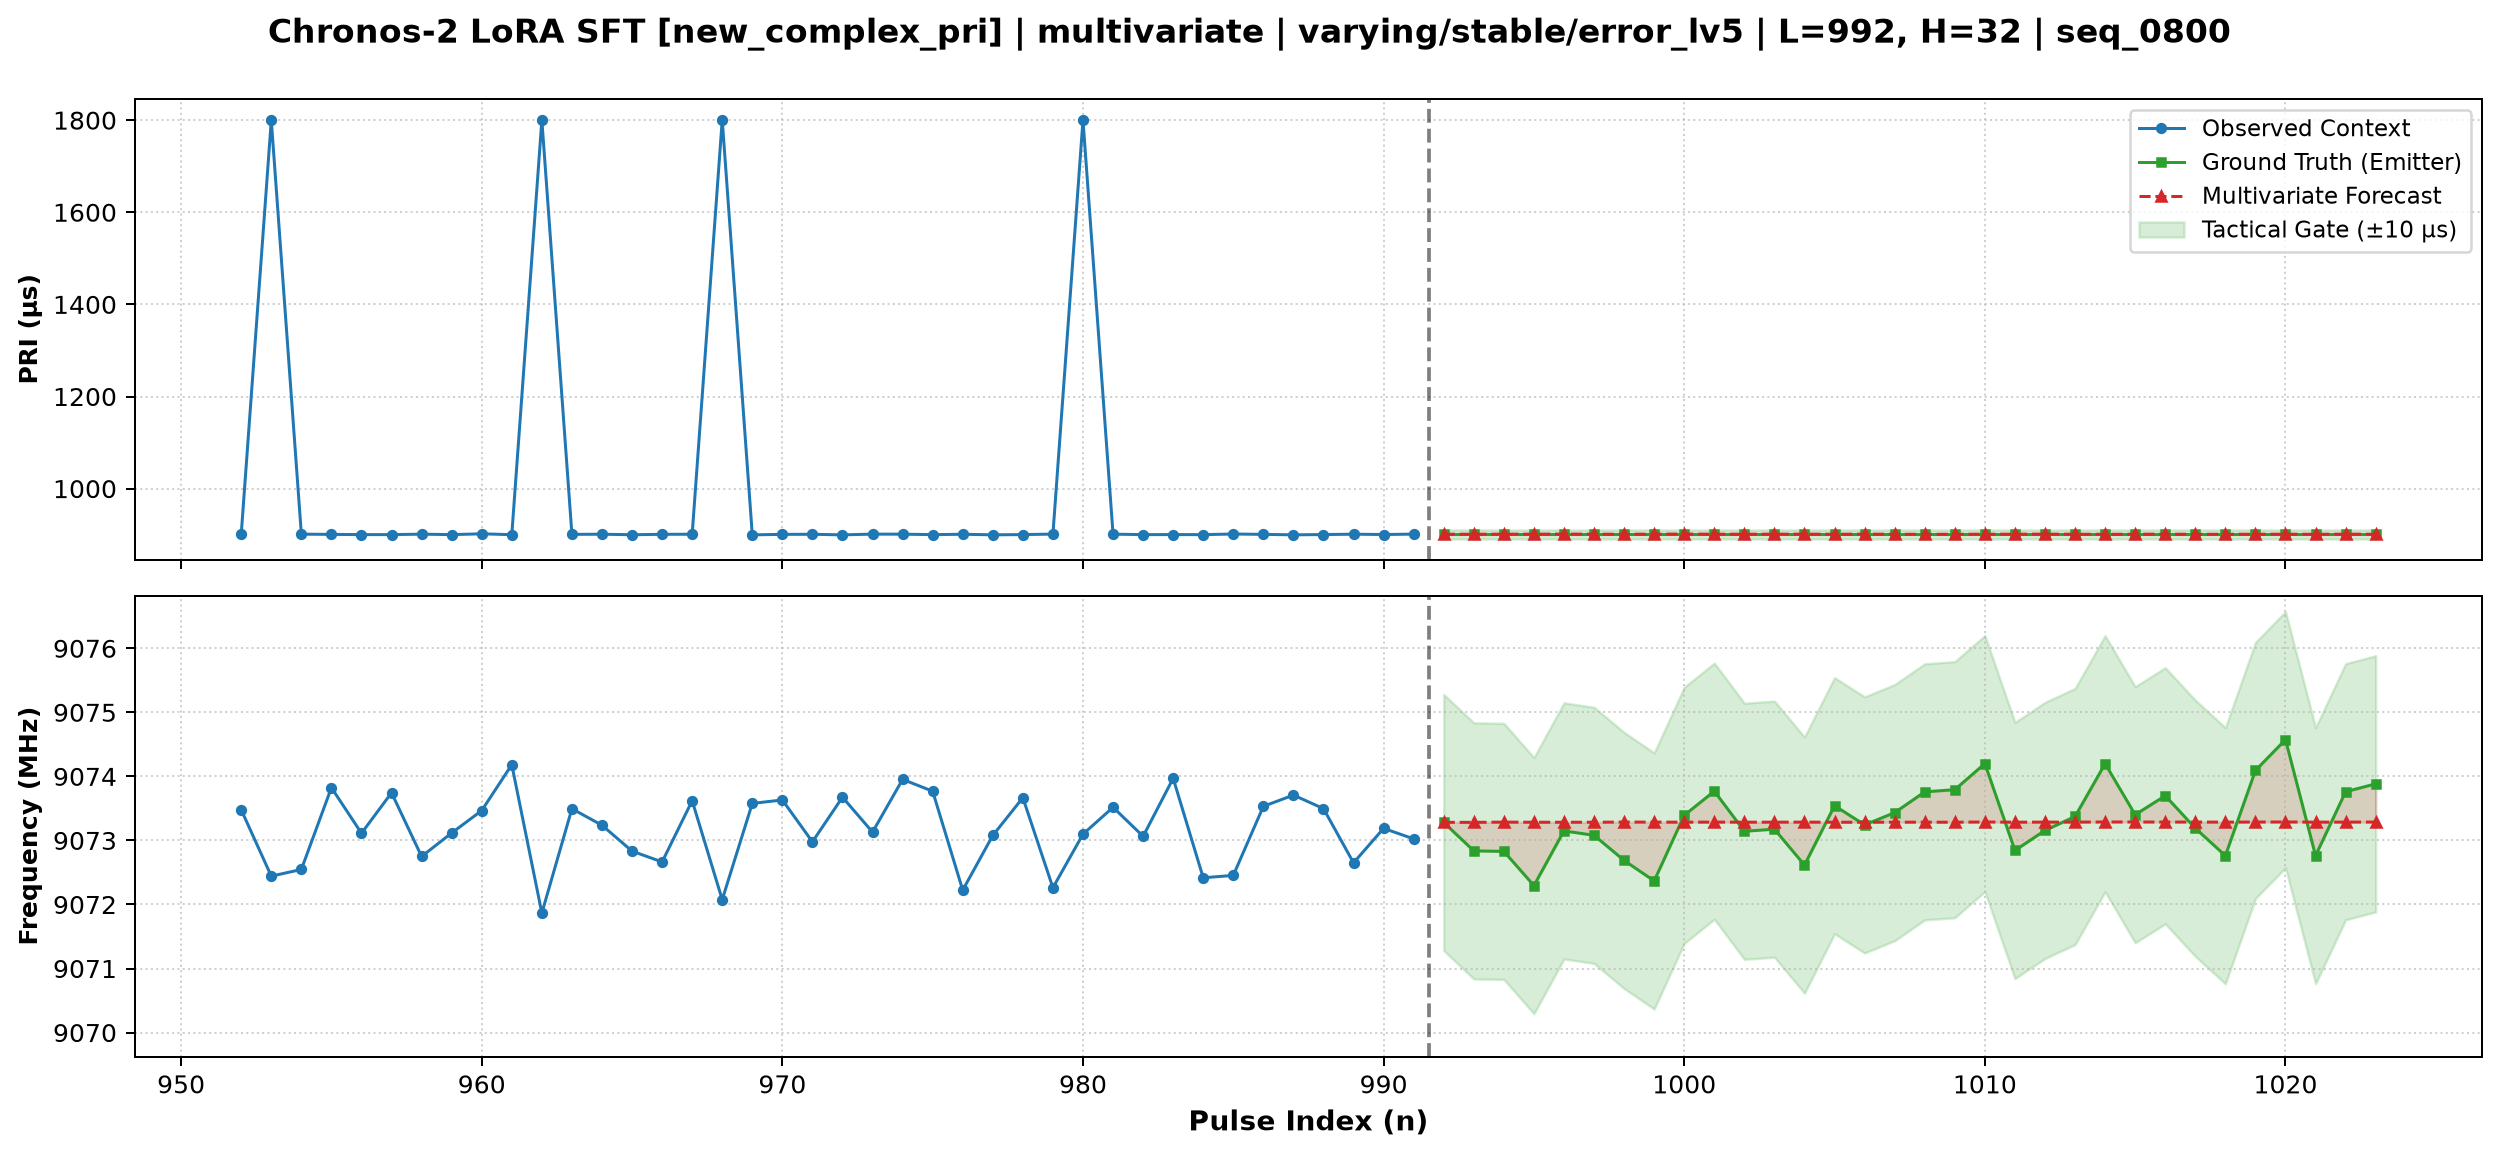 Chronos-2 LoRA SFT [new_complex_pri] | multivariate | varying/stable/error_lv5 | L=992, H=32 | seq_0800
1800
1600
1400
1200
1000
PRI (µs)
Observed Context
Ground Truth (Emitter)
Multivariate Forecast
Tactical Gate (±10 µs)
9076
9075
9074
9073
9072
9071
9070
Frequency (MHz)
950 960 970 980 990 1000 1010 1020
Pulse Index (n)